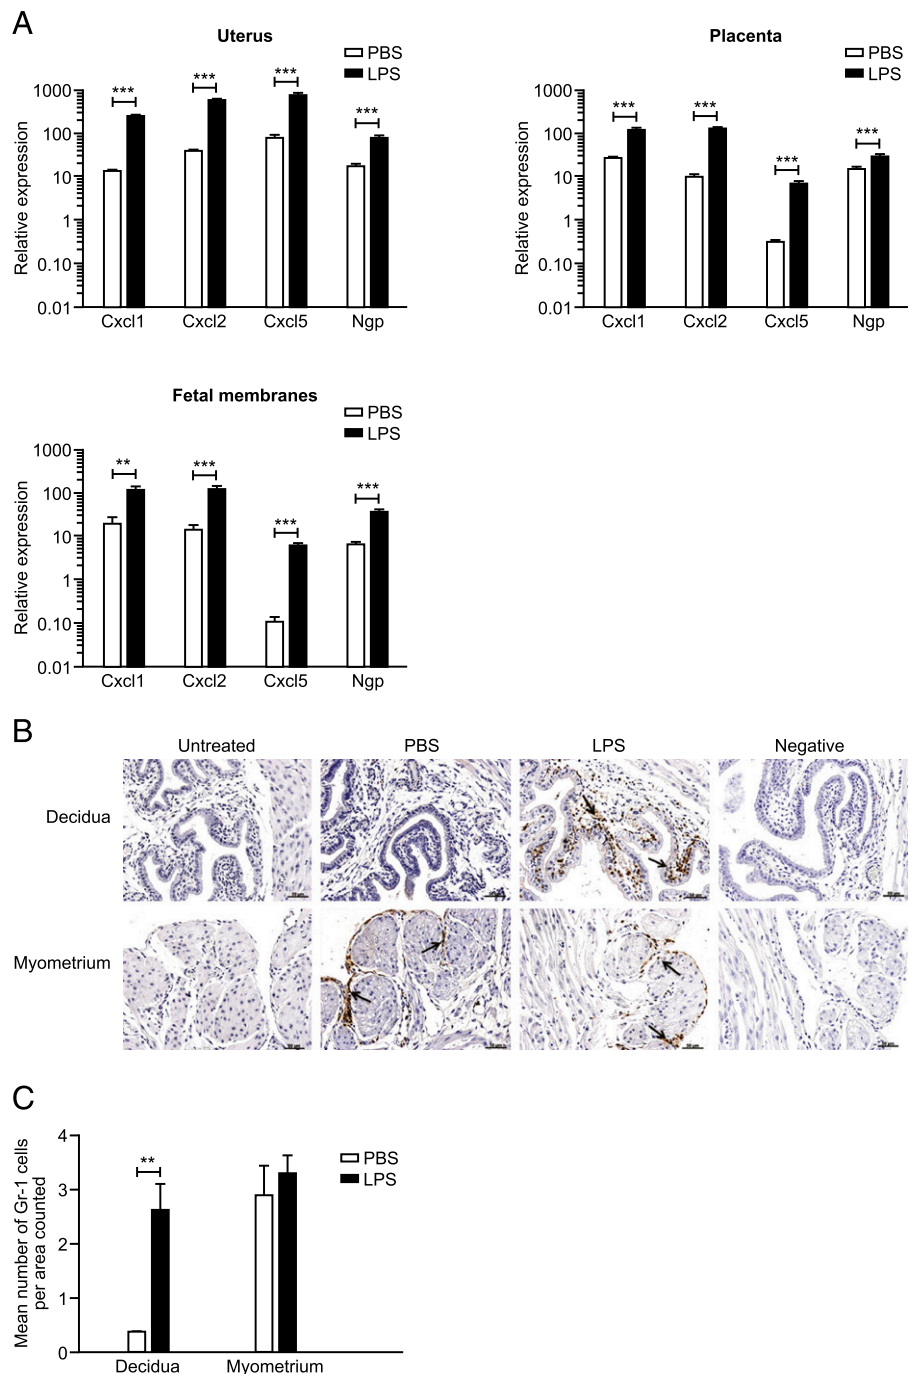 A
Uterus
PBS
LPS
Relative expression
1000
100
10
1
0.10
0.01
***
***
***
***
Cxcl1
Cxcl2
Cxcl5
Ngp
Placenta
PBS
LPS
Relative expression
1000
100
10
1
0.10
0.01
***
***
***
***
Cxcl1
Cxcl2
Cxcl5
Ngp
Fetal membranes
PBS
LPS
Relative expression
1000
100
10
1
0.10
0.01
**
***
***
***
Cxcl1
Cxcl2
Cxcl5
Ngp
B
Untreated
PBS
LPS
Negative
Decidua
Myometrium
C
Mean number of Gr-1 cells
per area counted
4
3
2
1
0
**
PBS
LPS
Decidua
Myometrium